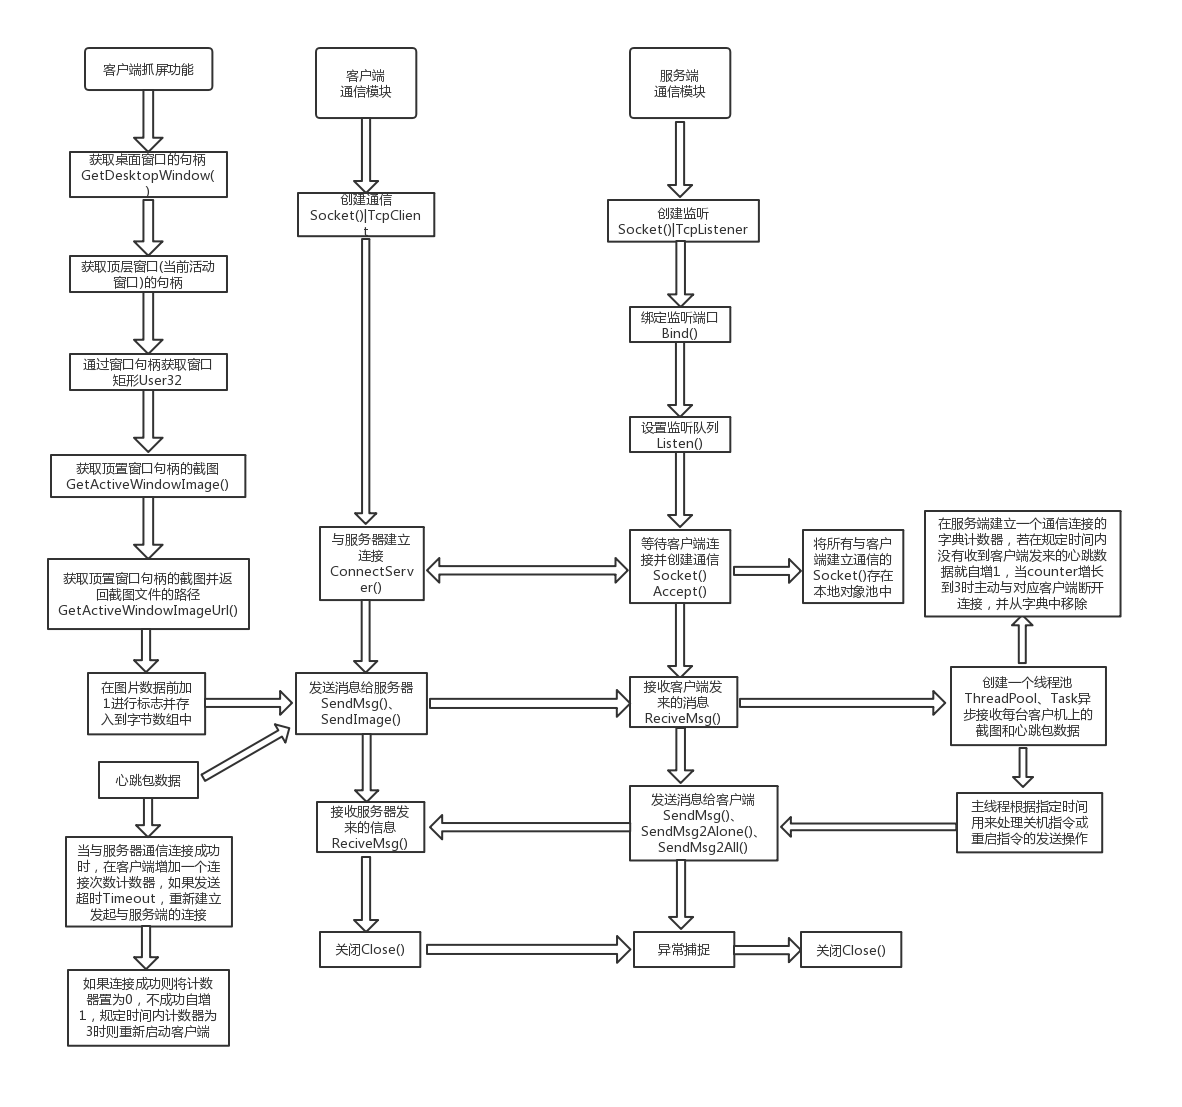 客户端抓屏功能
获取桌面窗口的句柄
GetDesktopWindow(
)
获取顶层窗口(当前活动
窗口)的句柄
通过窗口句柄获取窗口
矩形User32
获取顶置窗口句柄的截图
GetActiveWindowImage()
获取顶置窗口句柄的截图并返
回截图文件的路径
GetActiveWindowImageUrl()
在图片数据前加
1进行标志并存
入到字节数组中
心跳包数据
当与服务器通信连接成功
时，在客户端增加一个连
接次数计数器，如果发送
超时Timeout，重新建立
发起与服务端的连接
如果连接成功则将计数
器置为0，不成功自增
1，规定时间内计数器为
3时则重新启动客户端
客户端
通信模块
创建通信
Socket()|TcpClien
t
与服务器建立
连接
ConnectServ
er()
发送消息给服务器
SendMsg()、
SendImage()
接收服务器发
来的信息
ReciveMsg()
关闭Close()
服务端
通信模块
创建监听
Socket()|TcpListener
绑定监听端口
Bind()
设置监听队列
Listen()
等待客户端连
接并创建通信
Socket()
Accept()
接收客户端发
来的消息
ReciveMsg()
发送消息给客户端
SendMsg()、
SendMsg2Alone()、
SendMsg2All()
异常捕捉
关闭Close()
将所有与客户
端建立通信的
Socket()存在
本地对象池中
在服务端建立一个通信连接的
字典计数器，若在规定时间内
没有收到客户端发来的心跳数
据就自增1，当counter增长
到3时主动与对应客户端断开
连接，并从字典中移除
创建一个线程池
ThreadPool、Task异
步接收每台客户机上的
截图和心跳包数据
主线程根据指定时间
用来处理关机指令或
重启指令的发送操作